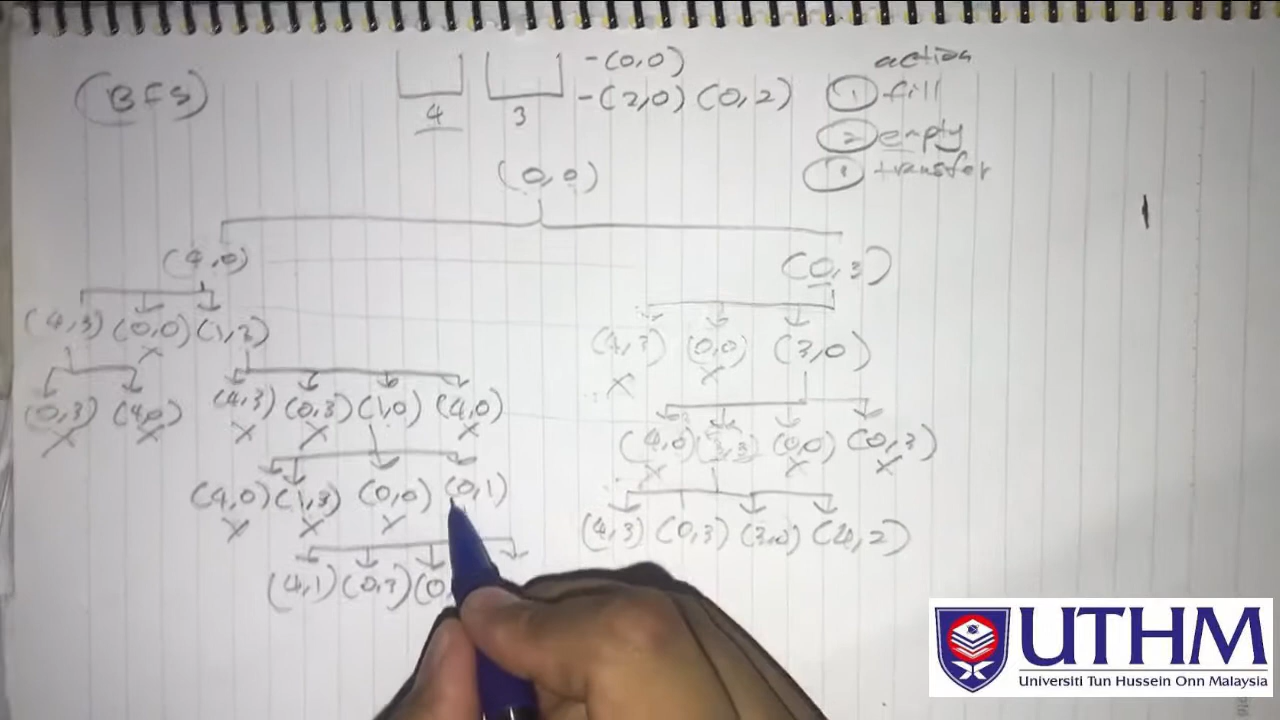 (BFS)
4 3
-(0,0)
-(2,0) (0,2)
action
① fill
② empty
③ transfer
(0,0)
(4,0) (0,3)
(4,3) (0,0) (1,3)
x
(4,3) (0,0) (3,0)
x x
(0,3) (4,0)
x x
(4,3) (0,3) (1,0) (4,0)
x x x
(4,0) (3,3) (0,0) (0,3)
x x x
(4,0) (1,3) (0,0) (0,1)
x x x
(4,3) (0,3) (3,0) (4,2)
(4,1) (0,3) (0,
UTHM
Universiti Tun Hussein Onn Malaysia